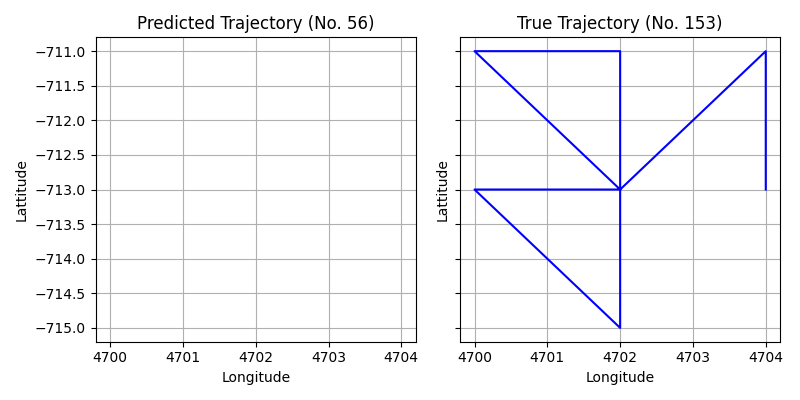 Predicted Trajectory (No. 56)
True Trajectory (No. 153)
−711.0
−711.5
−712.0
−712.5
−713.0
−713.5
−714.0
−714.5
−715.0
Lattitude
Lattitude
4700 4701 4702 4703 4704
4700 4701 4702 4703 4704
Longitude
Longitude